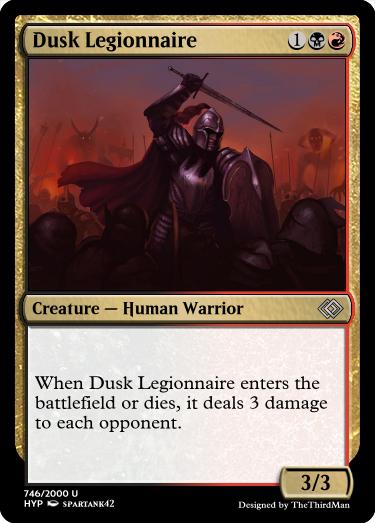 Dusk Legionnaire 1
Creature — Human Warrior
When Dusk Legionnaire enters the
battlefield or dies, it deals 3 damage
to each opponent.
3/3
746/2000 U
HYP SPARTANK42 Designed by TheThirdMan